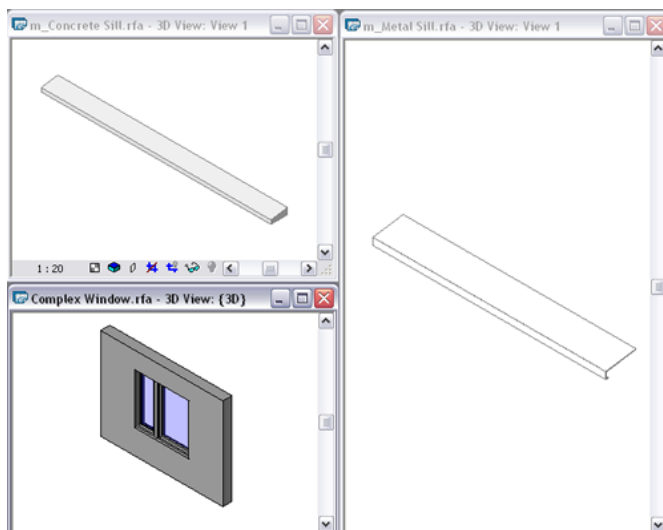 m_Concrete Sill.rfa - 3D View: View 1
m_Metal Sill.rfa - 3D View: View 1
1 : 20
Complex Window.rfa - 3D View: {3D}